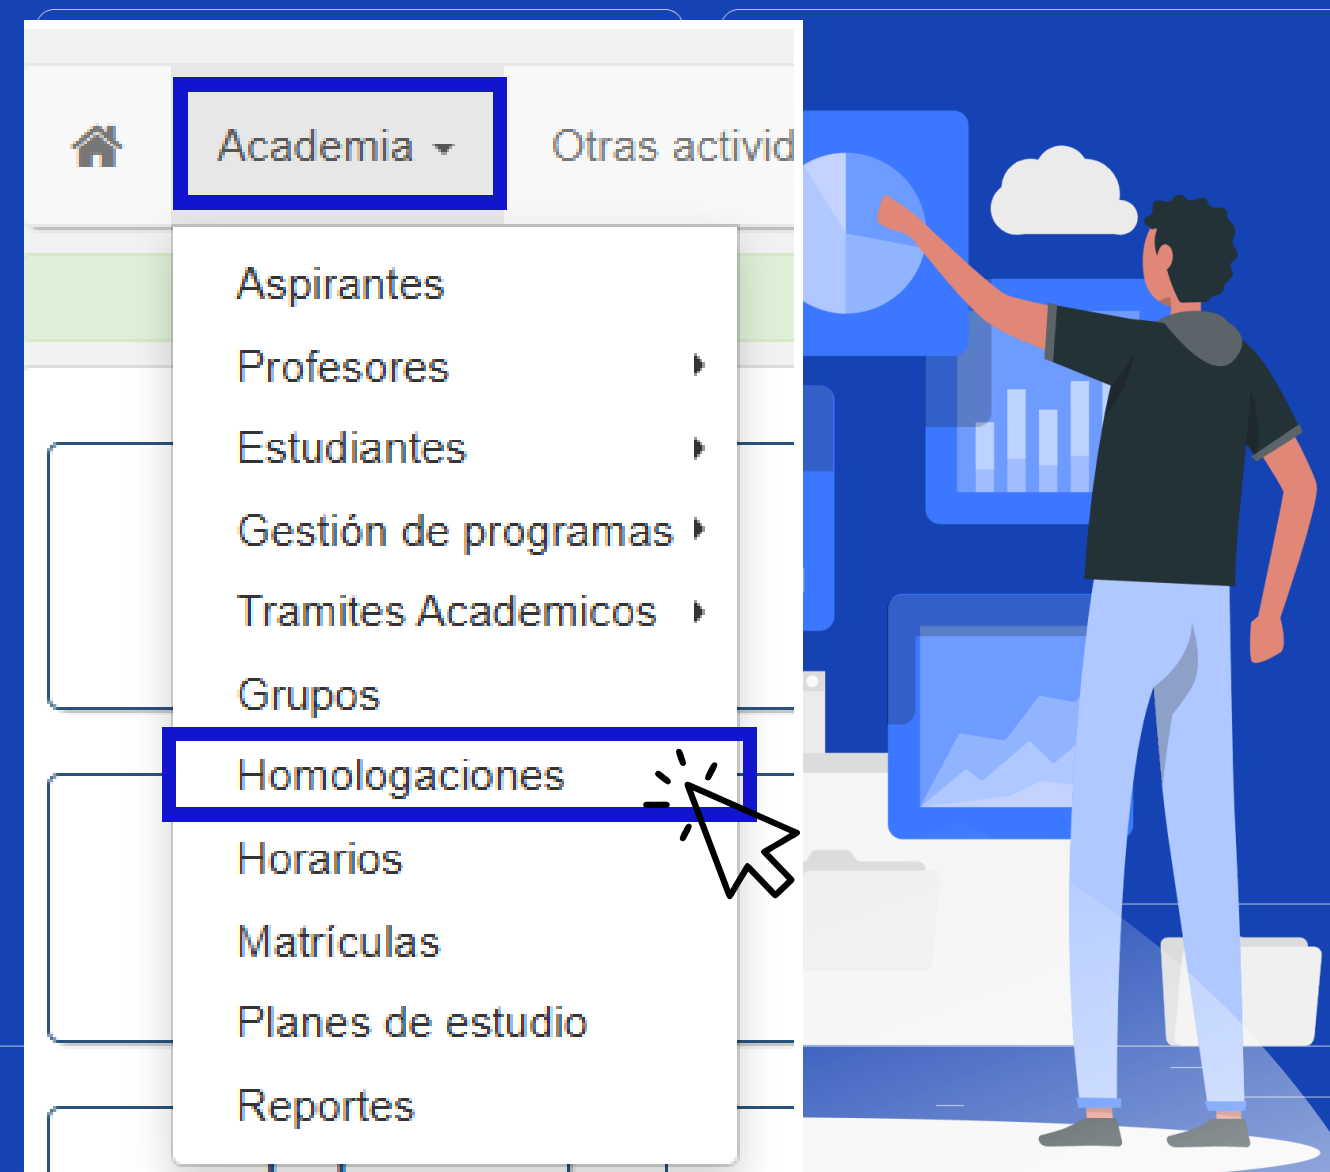 Academia
Otras activid
Aspirantes
Profesores
Estudiantes
Gestión de programas
Tramites Academicos
Grupos
Homologaciones
Horarios
Matrículas
Planes de estudio
Reportes